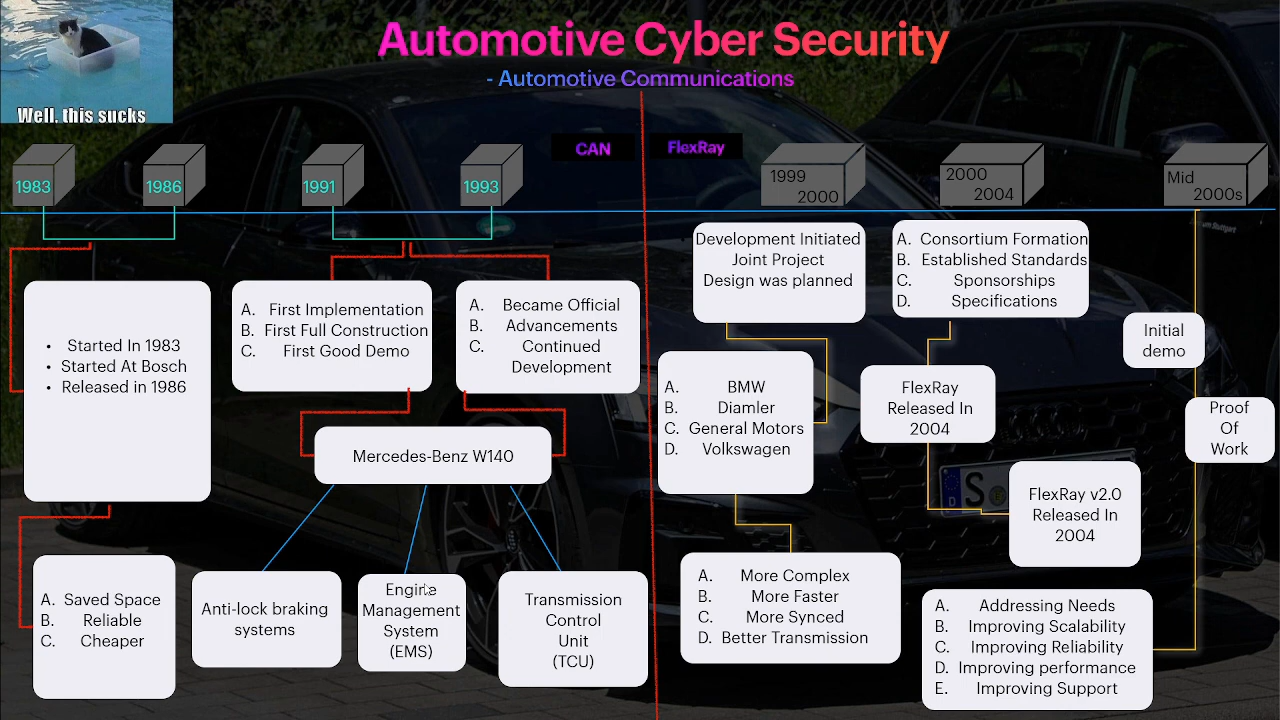 Automotive Cyber Security
- Automotive Communications
Well, this sucks
CAN
FlexRay
1983
1986
1991
1993
1999
2000
2000
2004
Mid
2000s
• Started In 1983
• Started At Bosch
• Released in 1986
A. Saved Space
B. Reliable
C. Cheaper
A. First Implementation
B. First Full Construction
C. First Good Demo
A. Became Official
B. Advancements
C. Continued
Development
Mercedes-Benz W140
Anti-lock braking
systems
Engine
Management
System
(EMS)
Transmission
Control
Unit
(TCU)
Development Initiated
Joint Project
Design was planned
A. BMW
B. Diamler
C. General Motors
D. Volkswagen
A. More Complex
B. More Faster
C. More Synced
D. Better Transmission
A. Consortium Formation
B. Established Standards
C. Sponsorships
D. Specifications
FlexRay
Released In
2004
FlexRay v2.0
Released In
2004
Initial
demo
Proof
Of
Work
A. Addressing Needs
B. Improving Scalability
C. Improving Reliability
D. Improving performance
E. Improving Support
um Stuttgart
D
S